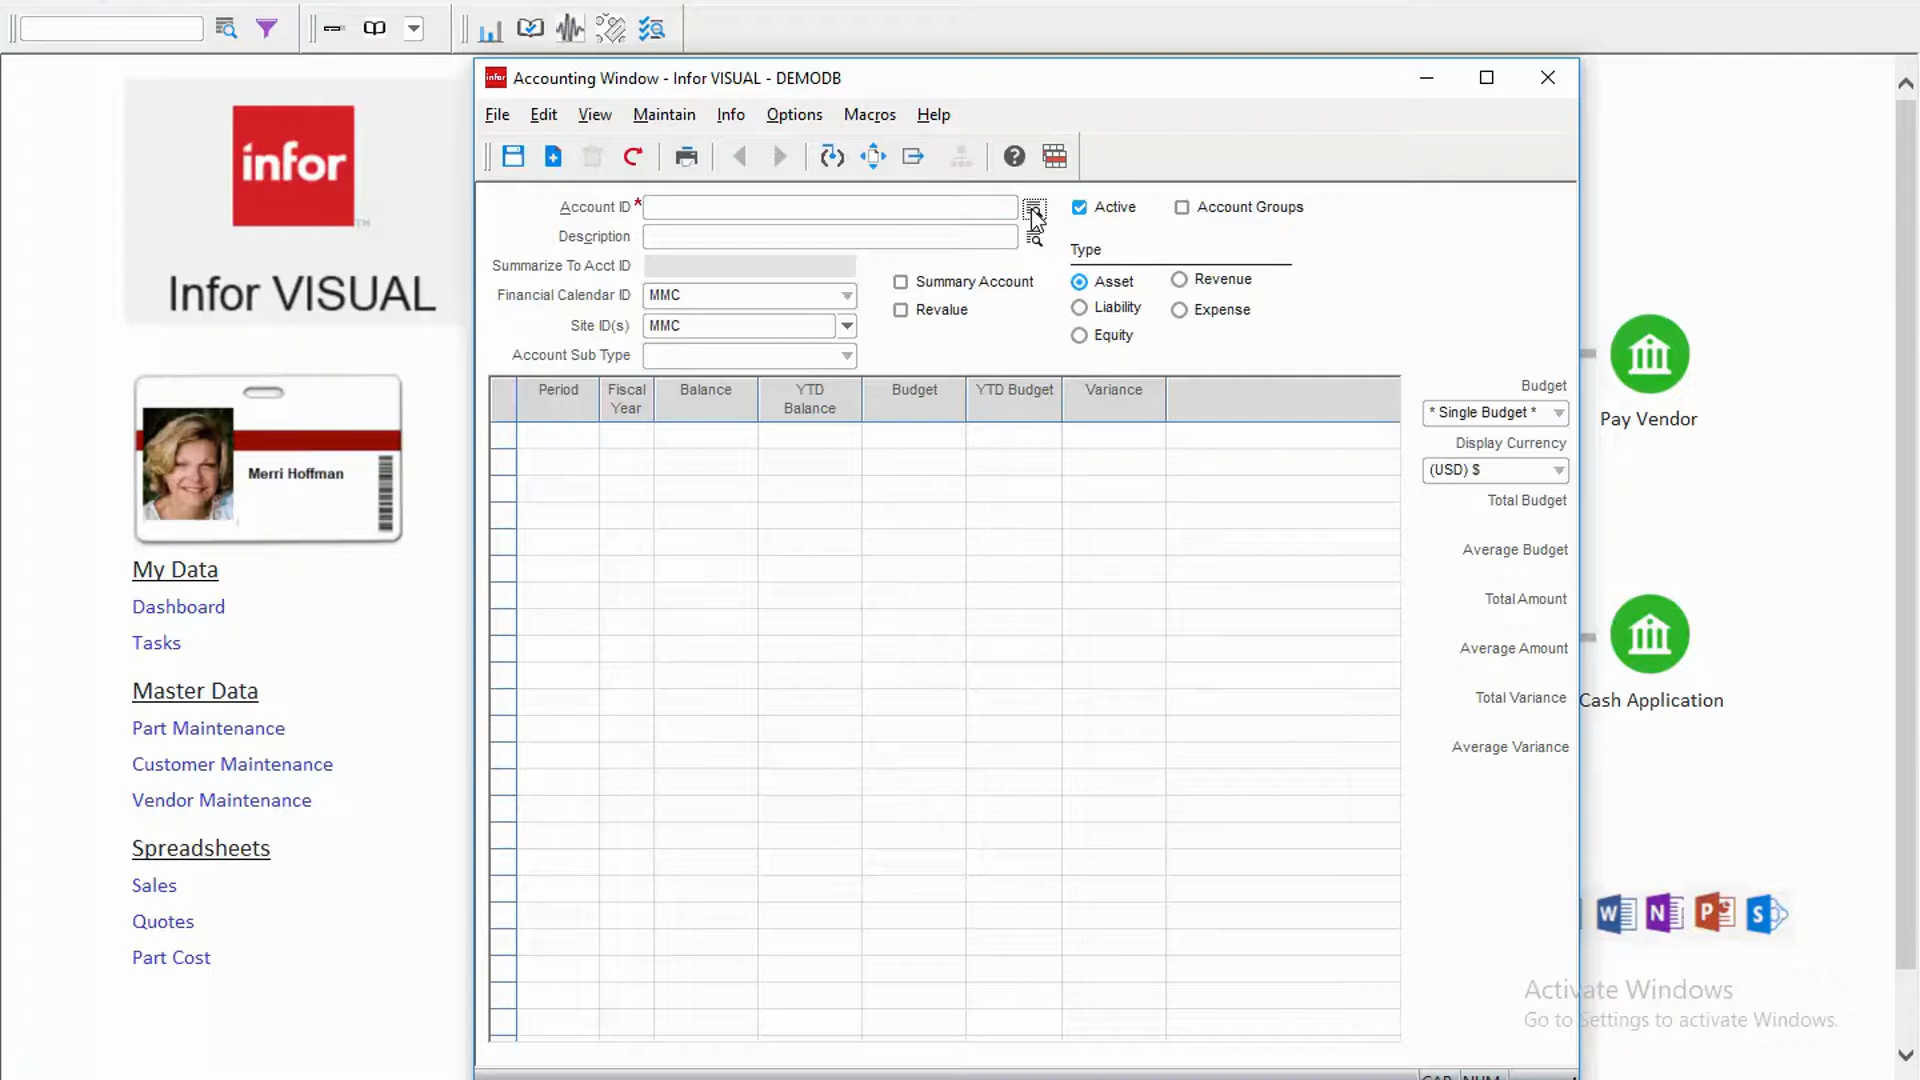 Accounting Window - Infor VISUAL - DEMODB
infor
File Edit View Maintain Info Options Macros Help
infor
TM
Infor VISUAL
Merri Hoffman
My Data
Dashboard
Tasks
Master Data
Part Maintenance
Customer Maintenance
Vendor Maintenance
Spreadsheets
Sales
Quotes
Part Cost
Account ID *
Active
Account Groups
Description
Type
Summarize To Acct ID
Summary Account
Asset
Revenue
Financial Calendar ID MMC
Revalue
Liability
Expense
Site ID(s) MMC
Equity
Account Sub Type
Period
Fiscal Year
Balance
YTD Balance
Budget
YTD Budget
Variance
Budget
* Single Budget *
Display Currency
(USD) $
Total Budget
Average Budget
Total Amount
Average Amount
Total Variance
Average Variance
Pay Vendor
Cash Application
W N P S
Activate Windows
Go to Settings to activate Windows.